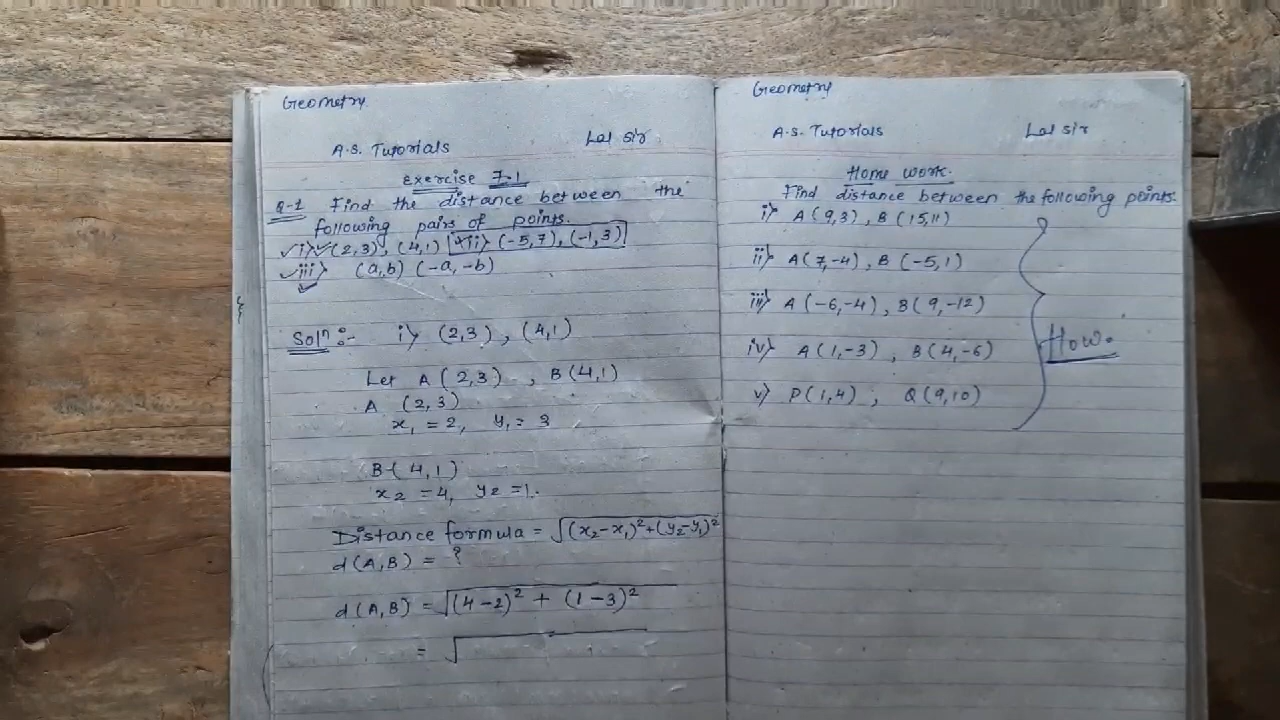 Geometry
A.S. Tutorials Lal sir
Exercise 7.1
Q-1 Find the distance between the
following pairs of points.
i) (2,3), (4,1) ii) (-5,7), (-1,3)
iii) (a,b) (-a,-b)
Soln:- i) (2,3) , (4,1)
Let A (2,3) , B(4,1)
A (2,3)
x₁ = 2, y₁ = 3
B (4,1)
x₂ = 4, y₂ = 1.
Distance formula = √(x₂-x₁)²+(y₂-y₁)²
d(A,B) = ?
d(A,B) = √(4-2)² + (1-3)²
= √
Geometry
A.S. Tutorials Lal sir
Home work.
Find distance between the following points.
i) A(9,3), B(15,11)
ii) A(7,-4), B(-5,1)
iii) A(-6,-4), B(9,-12)
iv) A(1,-3) , B(4,-6)
v) P(1,4) , Q(9,10)
H.w.